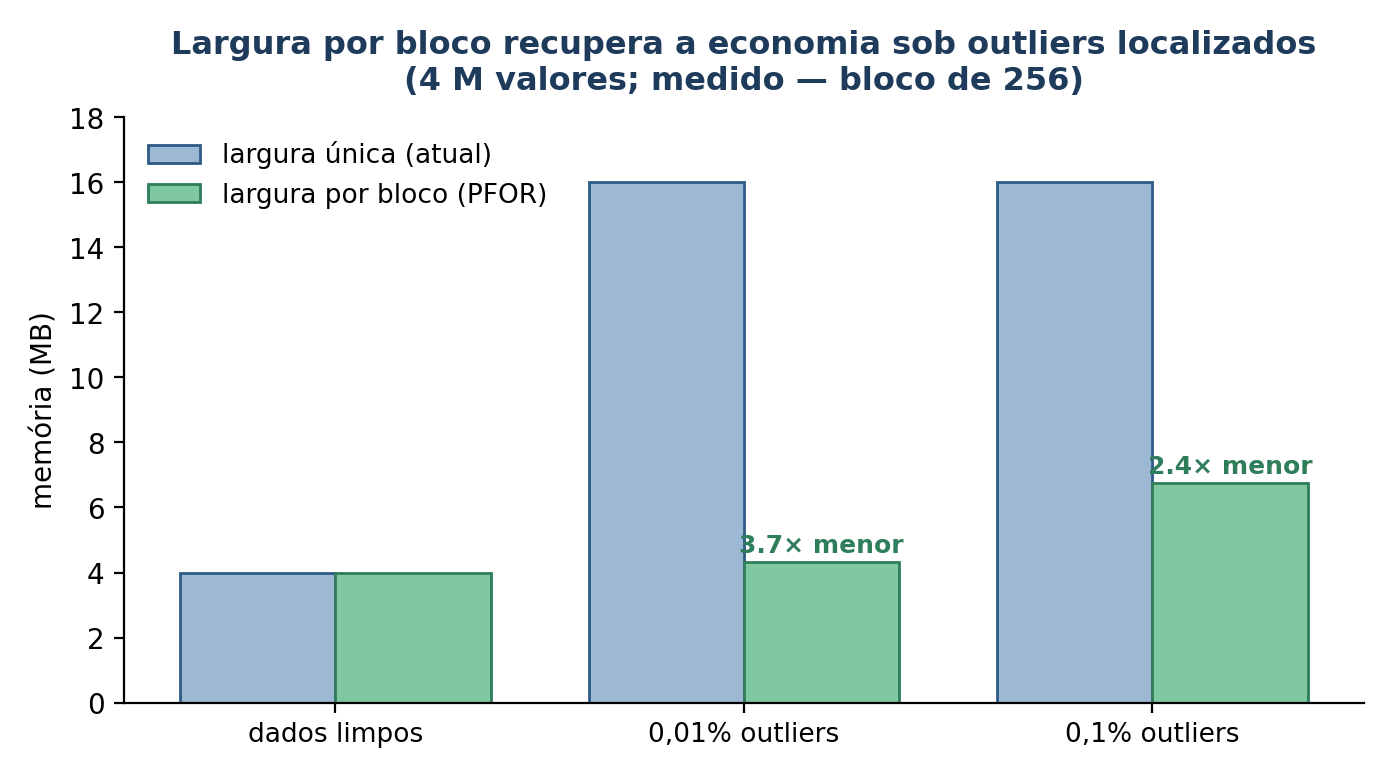 Largura por bloco recupera a economia sob outliers localizados
(4 M valores; medido — bloco de 256)
18
16
14
12
10
8
6
4
2
0
memória (MB)
largura única (atual)
largura por bloco (PFOR)
3.7× menor
2.4× menor
dados limpos
0,01% outliers
0,1% outliers